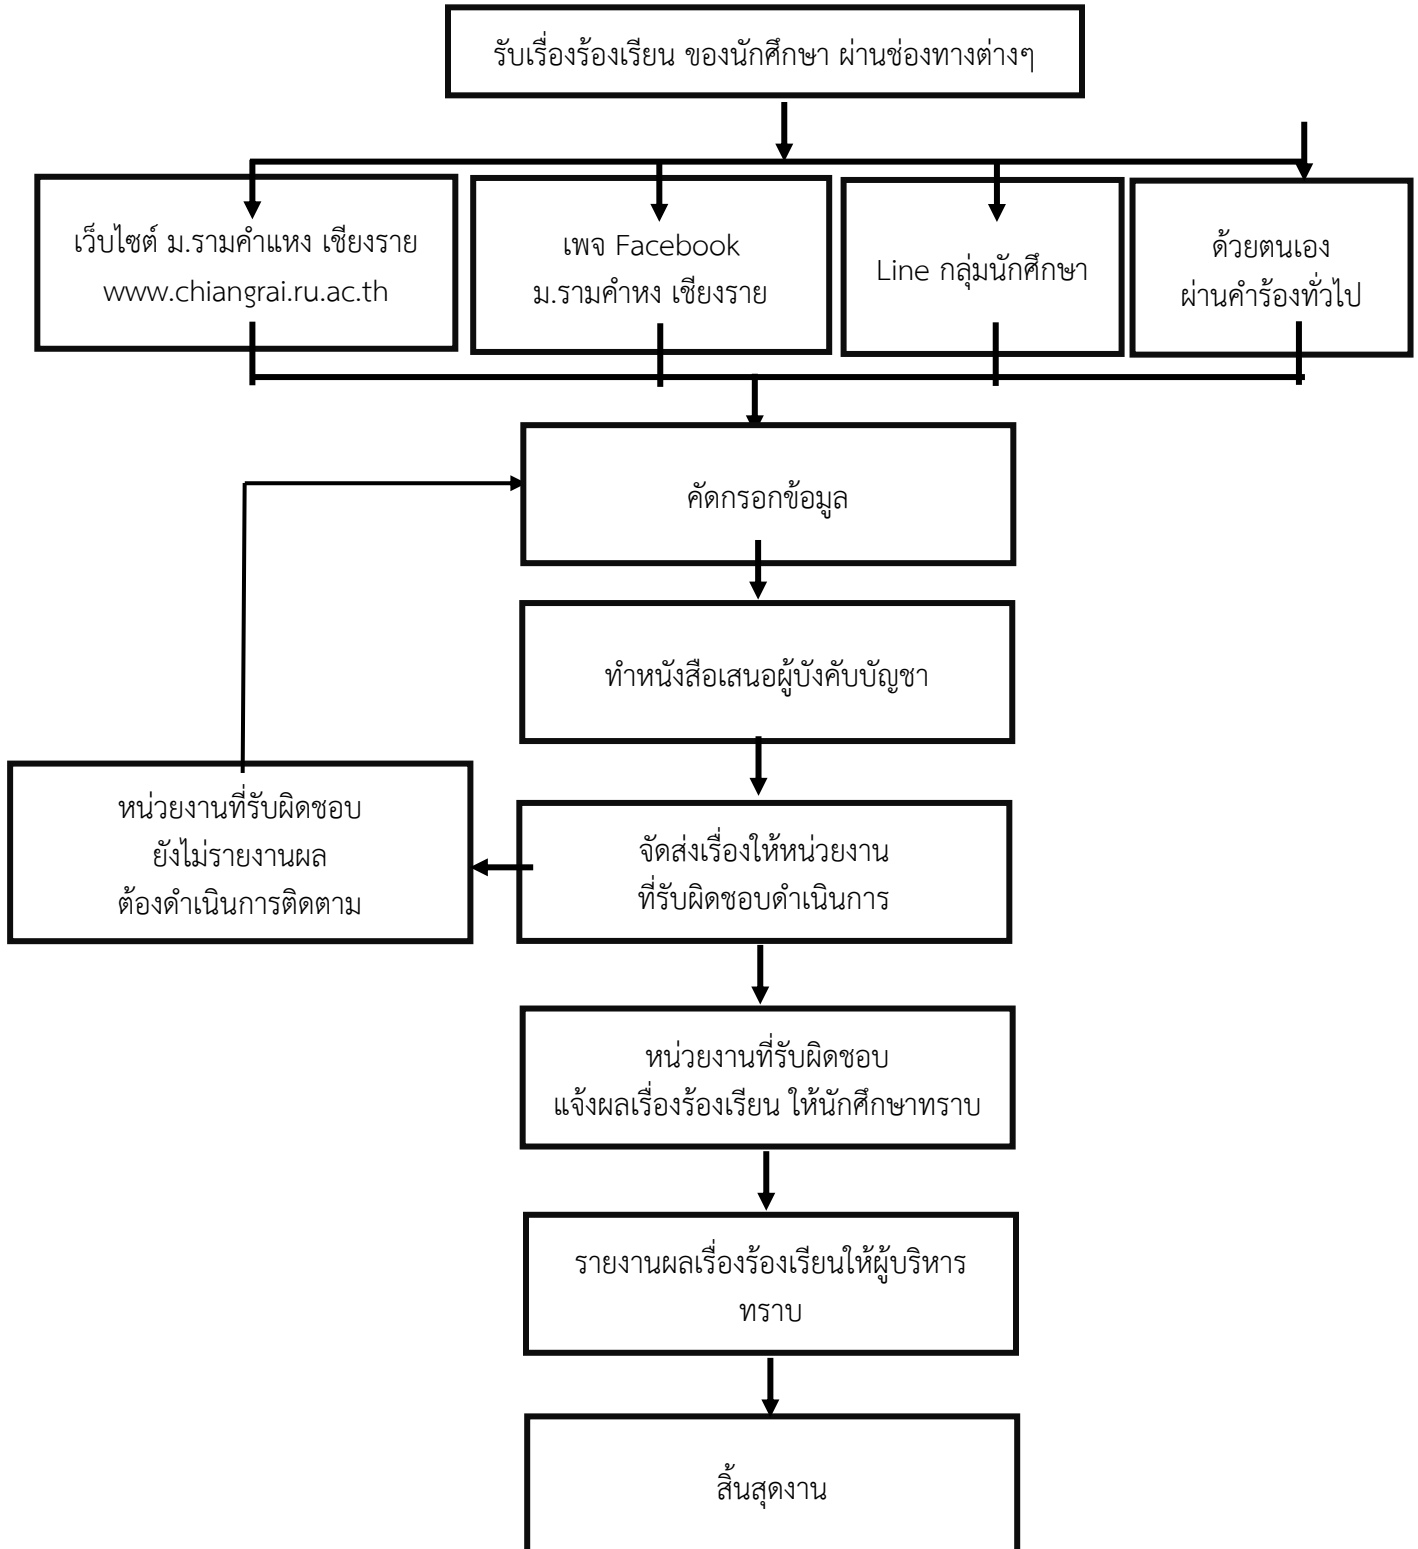 รับเรื่องร้องเรียน ของนักศึกษา ผ่านช่องทางต่างๆ
เว็บไซต์ ม.รามคำแหง เชียงราย
www.chiangrai.ru.ac.th
เพจ Facebook
ม.รามคำหง เชียงราย
Line กลุ่มนักศึกษา
ด้วยตนเอง
ผ่านคำร้องทั่วไป
คัดกรอกข้อมูล
ทำหนังสือเสนอผู้บังคับบัญชา
หน่วยงานที่รับผิดชอบ
ยังไม่รายงานผล
ต้องดำเนินการติดตาม
จัดส่งเรื่องให้หน่วยงาน
ที่รับผิดชอบดำเนินการ
หน่วยงานที่รับผิดชอบ
แจ้งผลเรื่องร้องเรียน ให้นักศึกษาทราบ
รายงานผลเรื่องร้องเรียนให้ผู้บริหาร
ทราบ
สิ้นสุดงาน